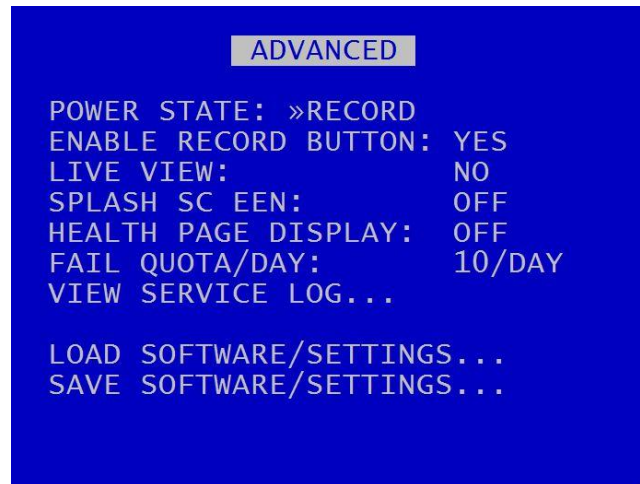 ADVANCED
POWER STATE: »RECORD
ENABLE RECORD BUTTON: YES
LIVE VIEW: NO
SPLASH SC EEN: OFF
HEALTH PAGE DISPLAY: OFF
FAIL QUOTA/DAY: 10/DAY
VIEW SERVICE LOG...
LOAD SOFTWARE/SETTINGS...
SAVE SOFTWARE/SETTINGS...